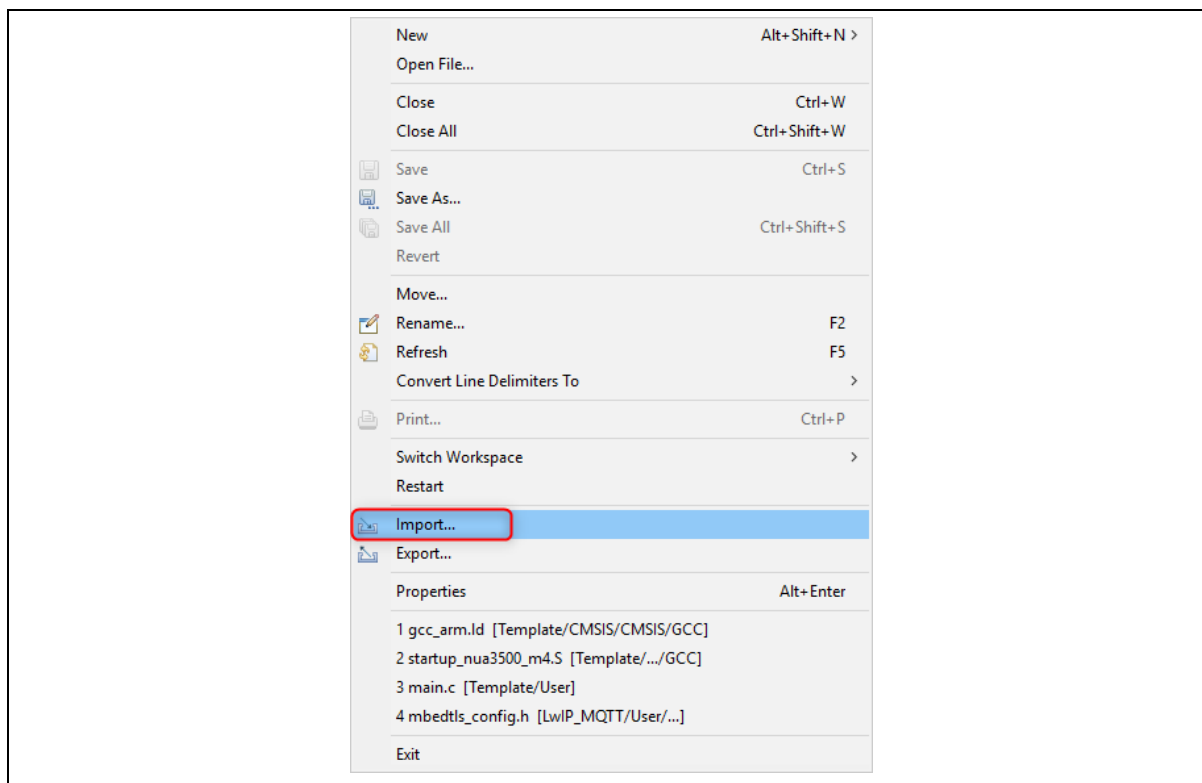 New Alt+Shift+N >
Open File...
Close Ctrl+W
Close All Ctrl+Shift+W
Save Ctrl+S
Save As...
Save All Ctrl+Shift+S
Revert
Move...
Rename... F2
Refresh F5
Convert Line Delimiters To >
Print... Ctrl+P
Switch Workspace >
Restart
Import...
Export...
Properties Alt+Enter
1 gcc_arm.ld [Template/CMSIS/CMSIS/GCC]
2 startup_nua3500_m4.S [Template/.../GCC]
3 main.c [Template/User]
4 mbedtls_config.h [LwIP_MQTT/User/...]
Exit